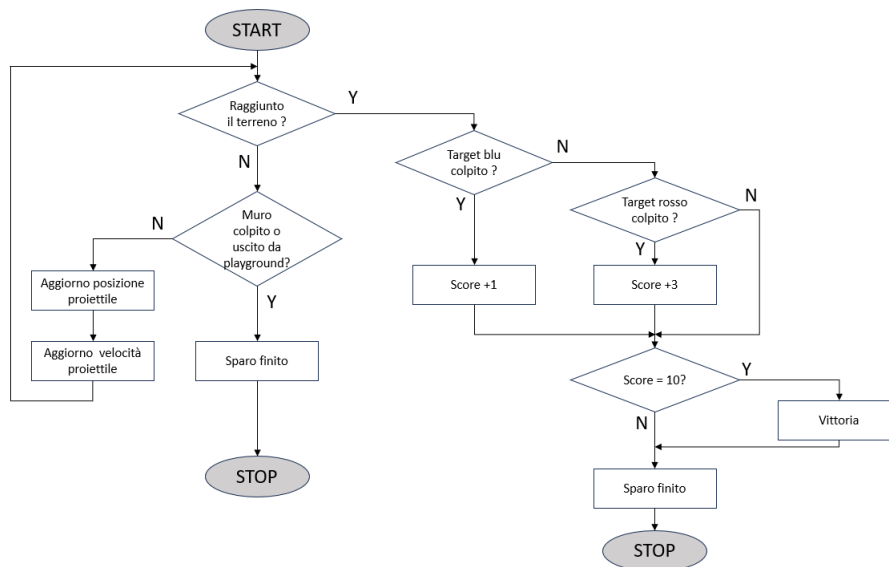 START
Raggiunto
il terreno ?
Y
N
Target blu
colpito ?
N
Y
Target rosso
colpito ?
N
Y
Muro
colpito o
uscito da
playground?
N
Y
Aggiorno posizione
proiettile
Aggiorno velocità
proiettile
Sparo finito
STOP
Score +1
Score +3
Score = 10?
Y
N
Vittoria
Sparo finito
STOP